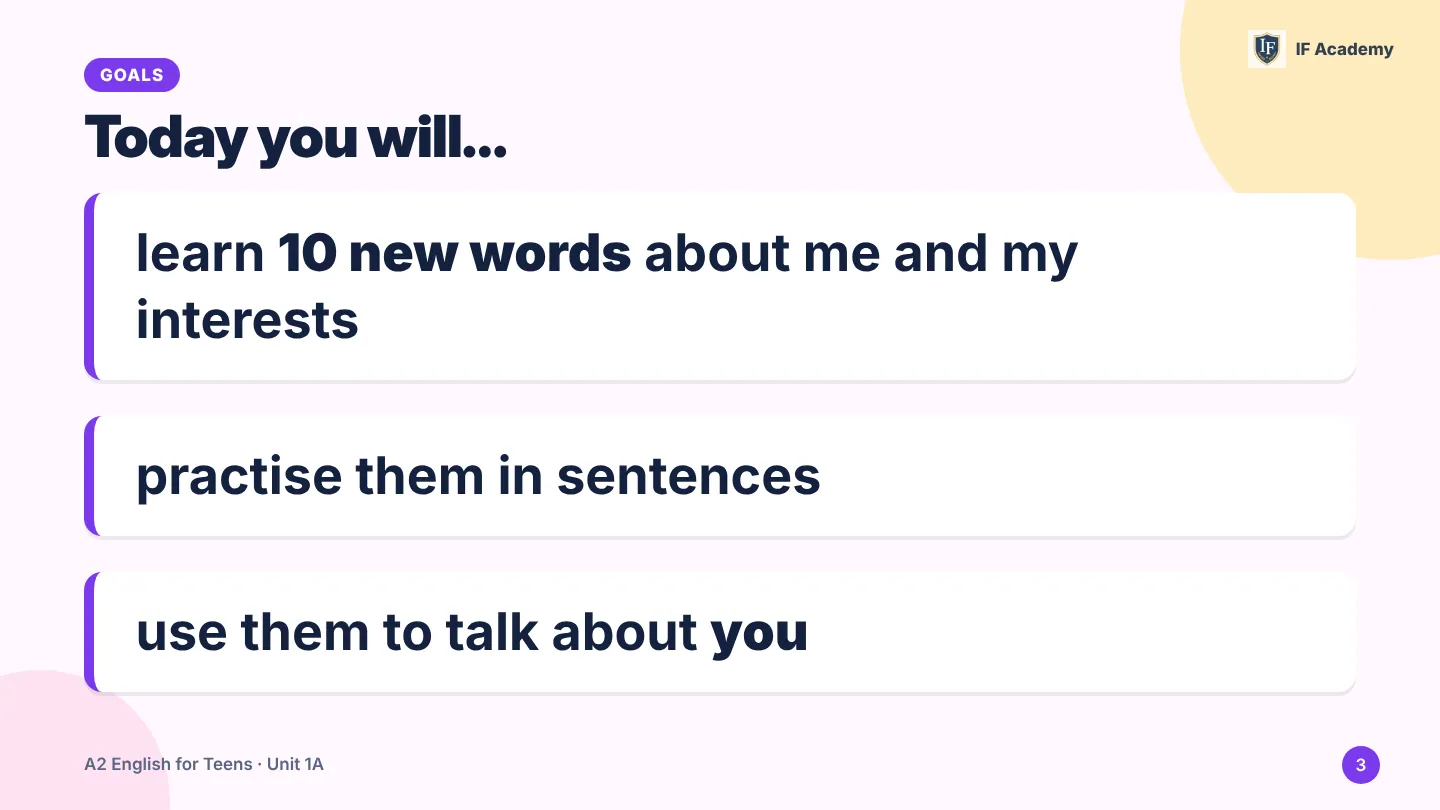 IF
IF Academy
GOALS
Today you will...
learn 10 new words about me and my
interests
practise them in sentences
use them to talk about you
A2 English for Teens · Unit 1A
3